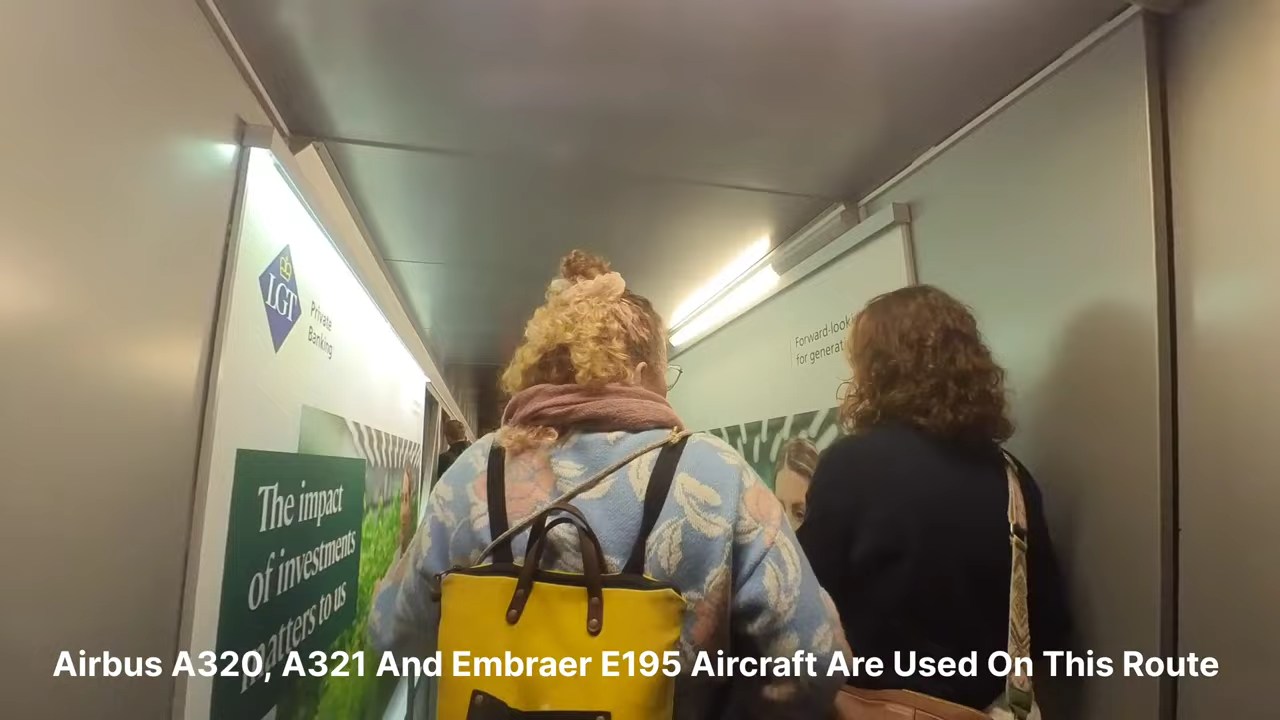 LGT
Private
Banking
Forward-look
for generat
The impact
of investments
matters to us
Airbus A320, A321 And Embraer E195 Aircraft Are Used On This Route